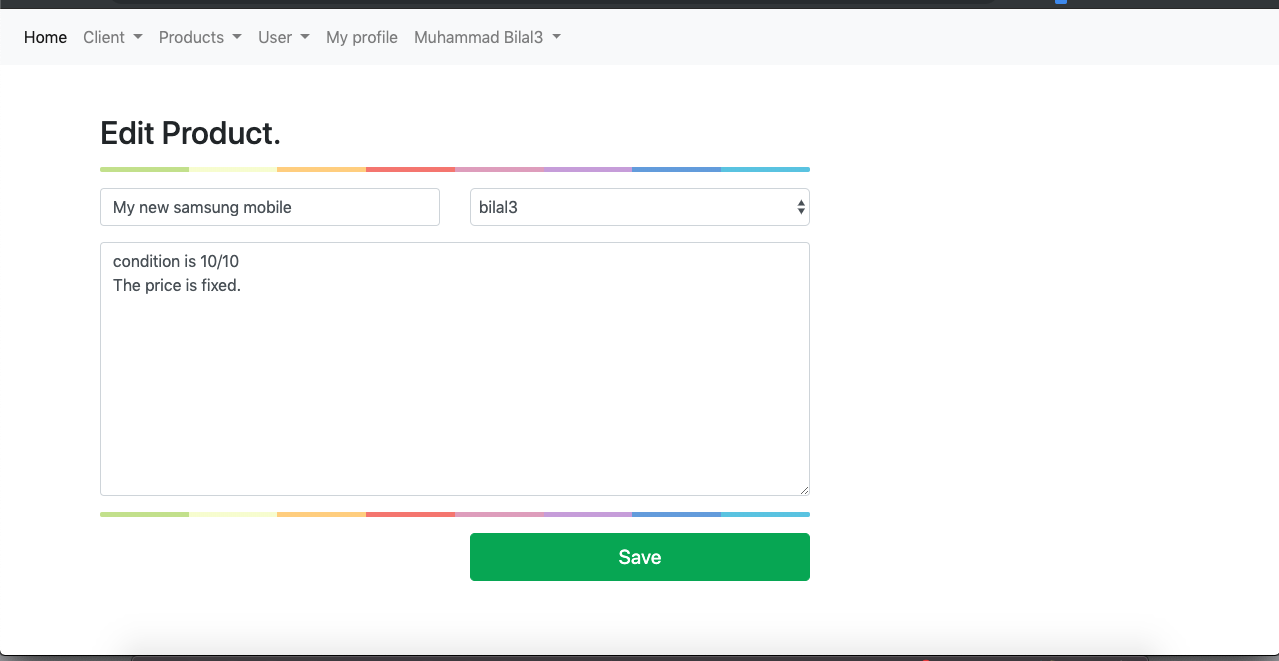 Home Client Products User My profile Muhammad Bilal3
Edit Product.
My new samsung mobile bilal3
condition is 10/10
The price is fixed.
Save